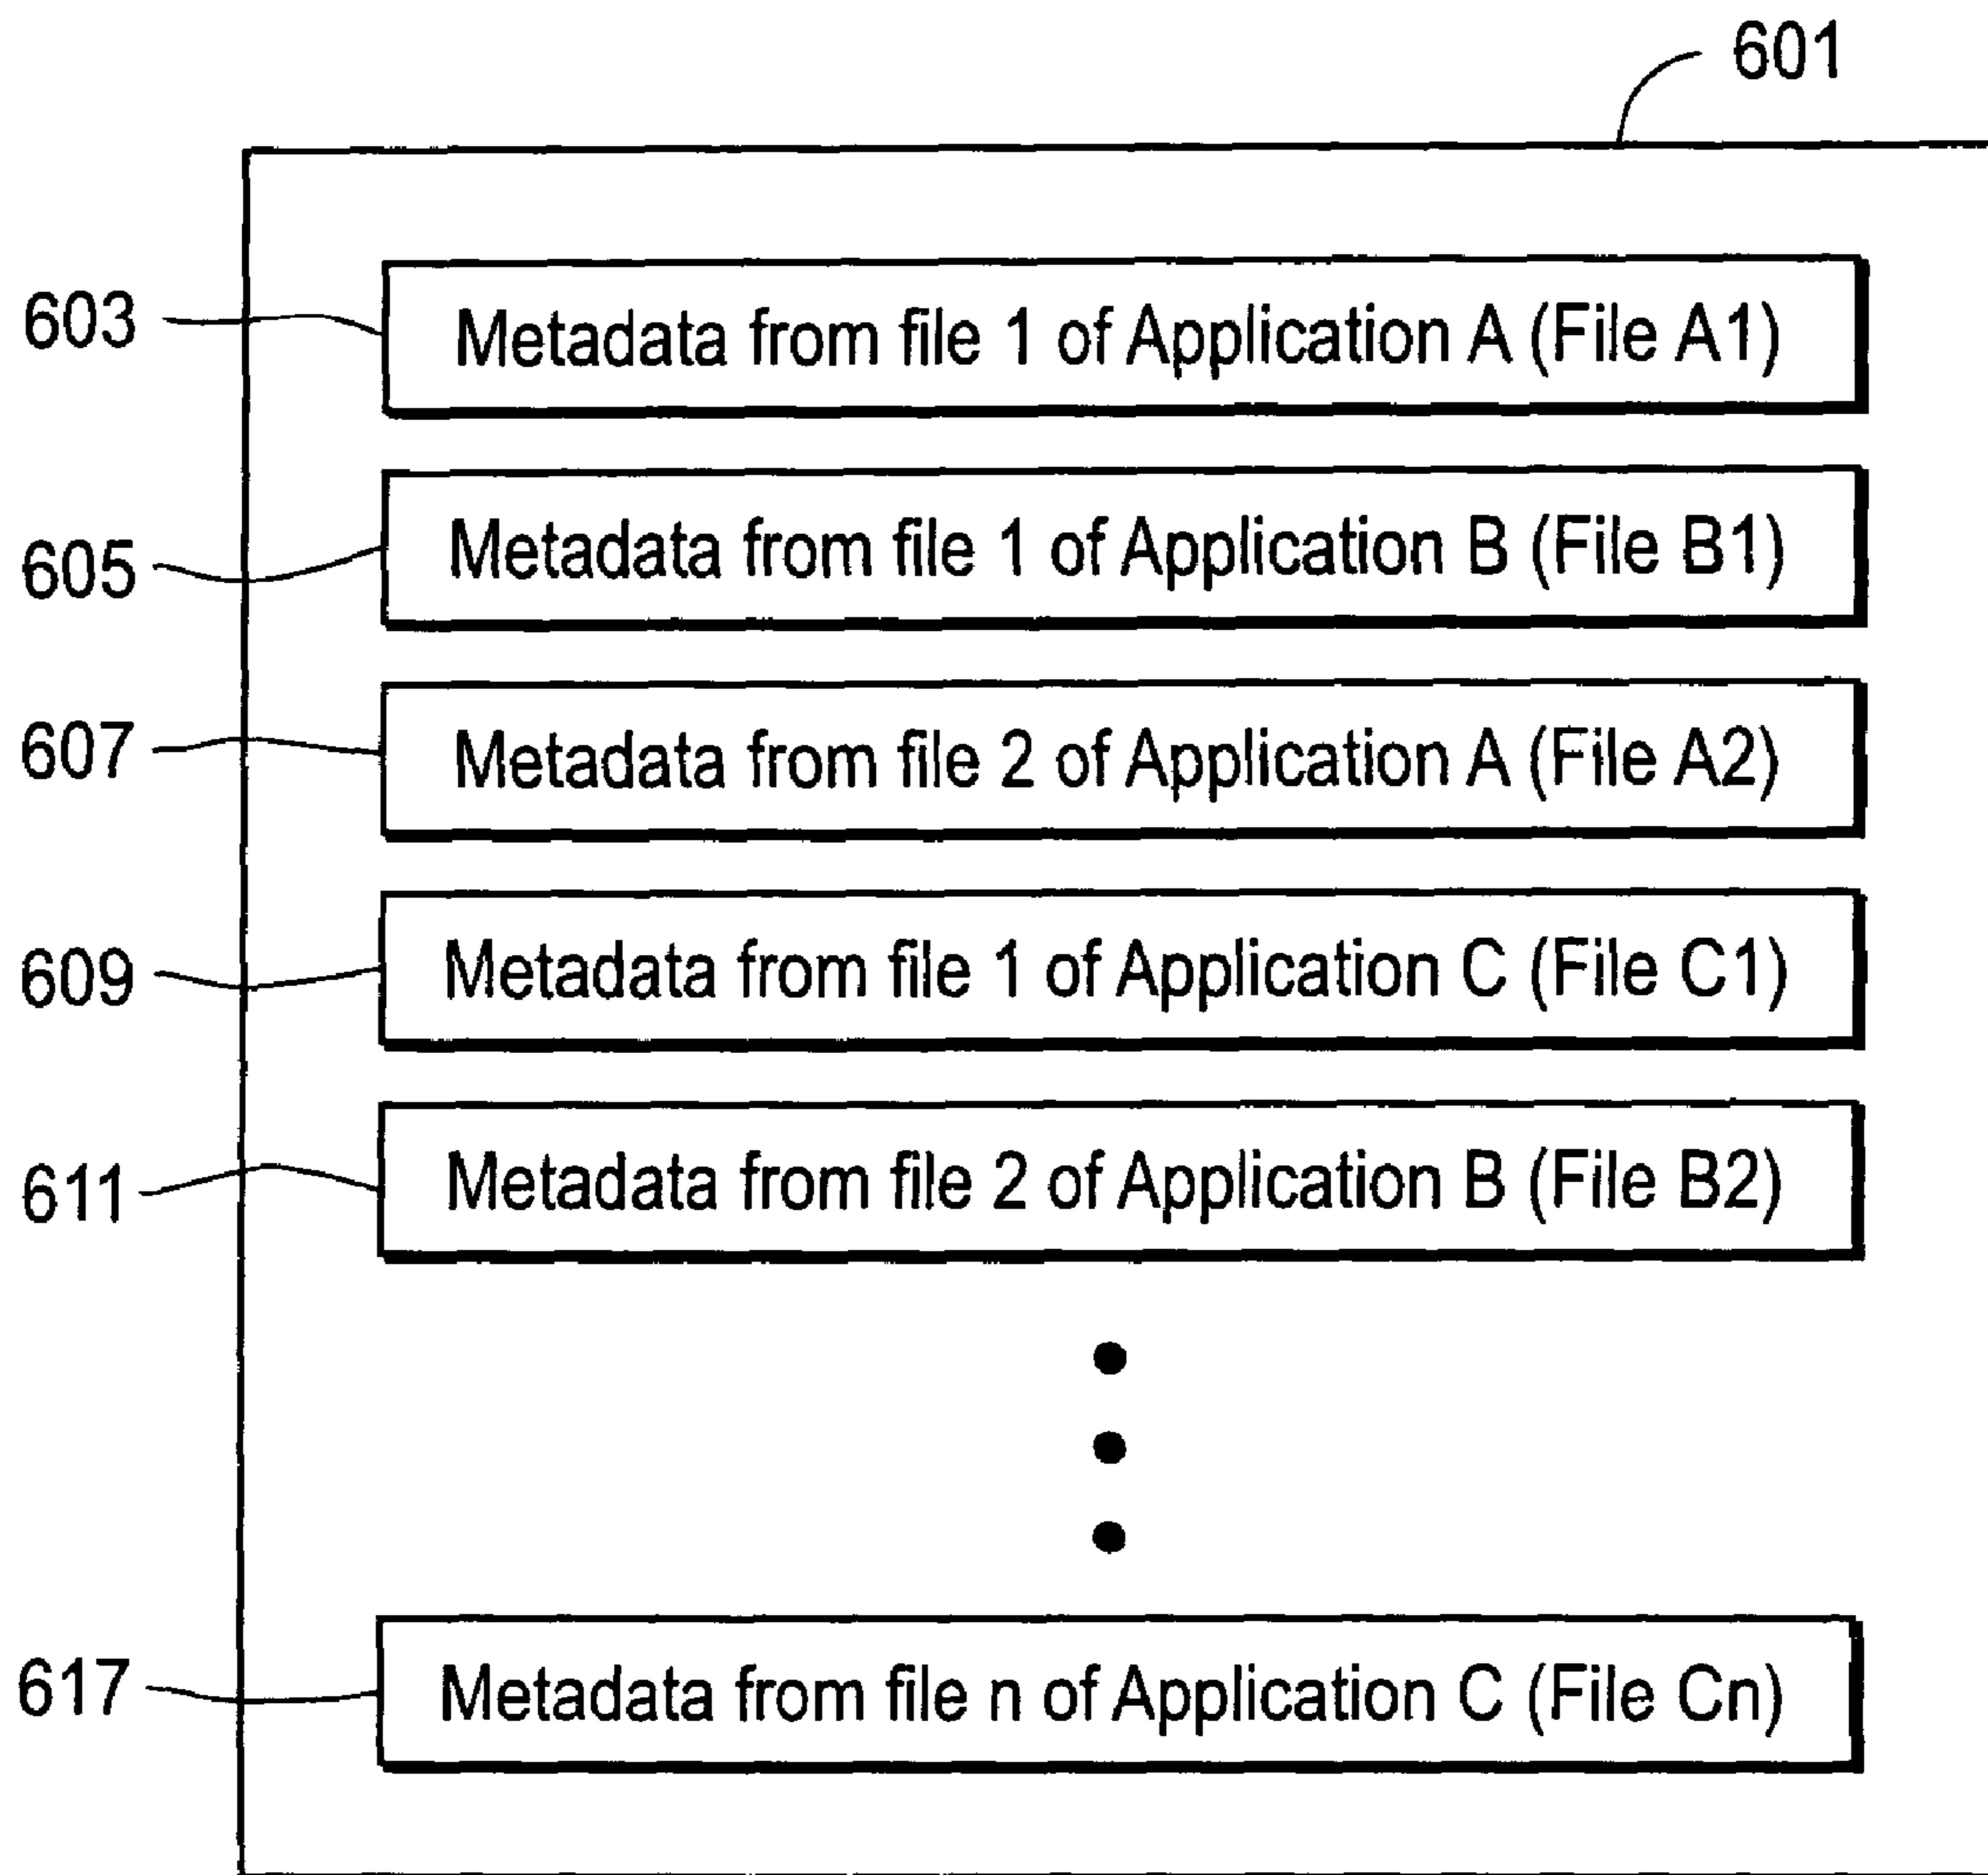 601
603
Metadata from file 1 of Application A (File A1)
605
Metadata from file 1 of Application B (File B1)
607
Metadata from file 2 of Application A (File A2)
609
Metadata from file 1 of Application C (File C1)
611
Metadata from file 2 of Application B (File B2)
617
Metadata from file n of Application C (File Cn)